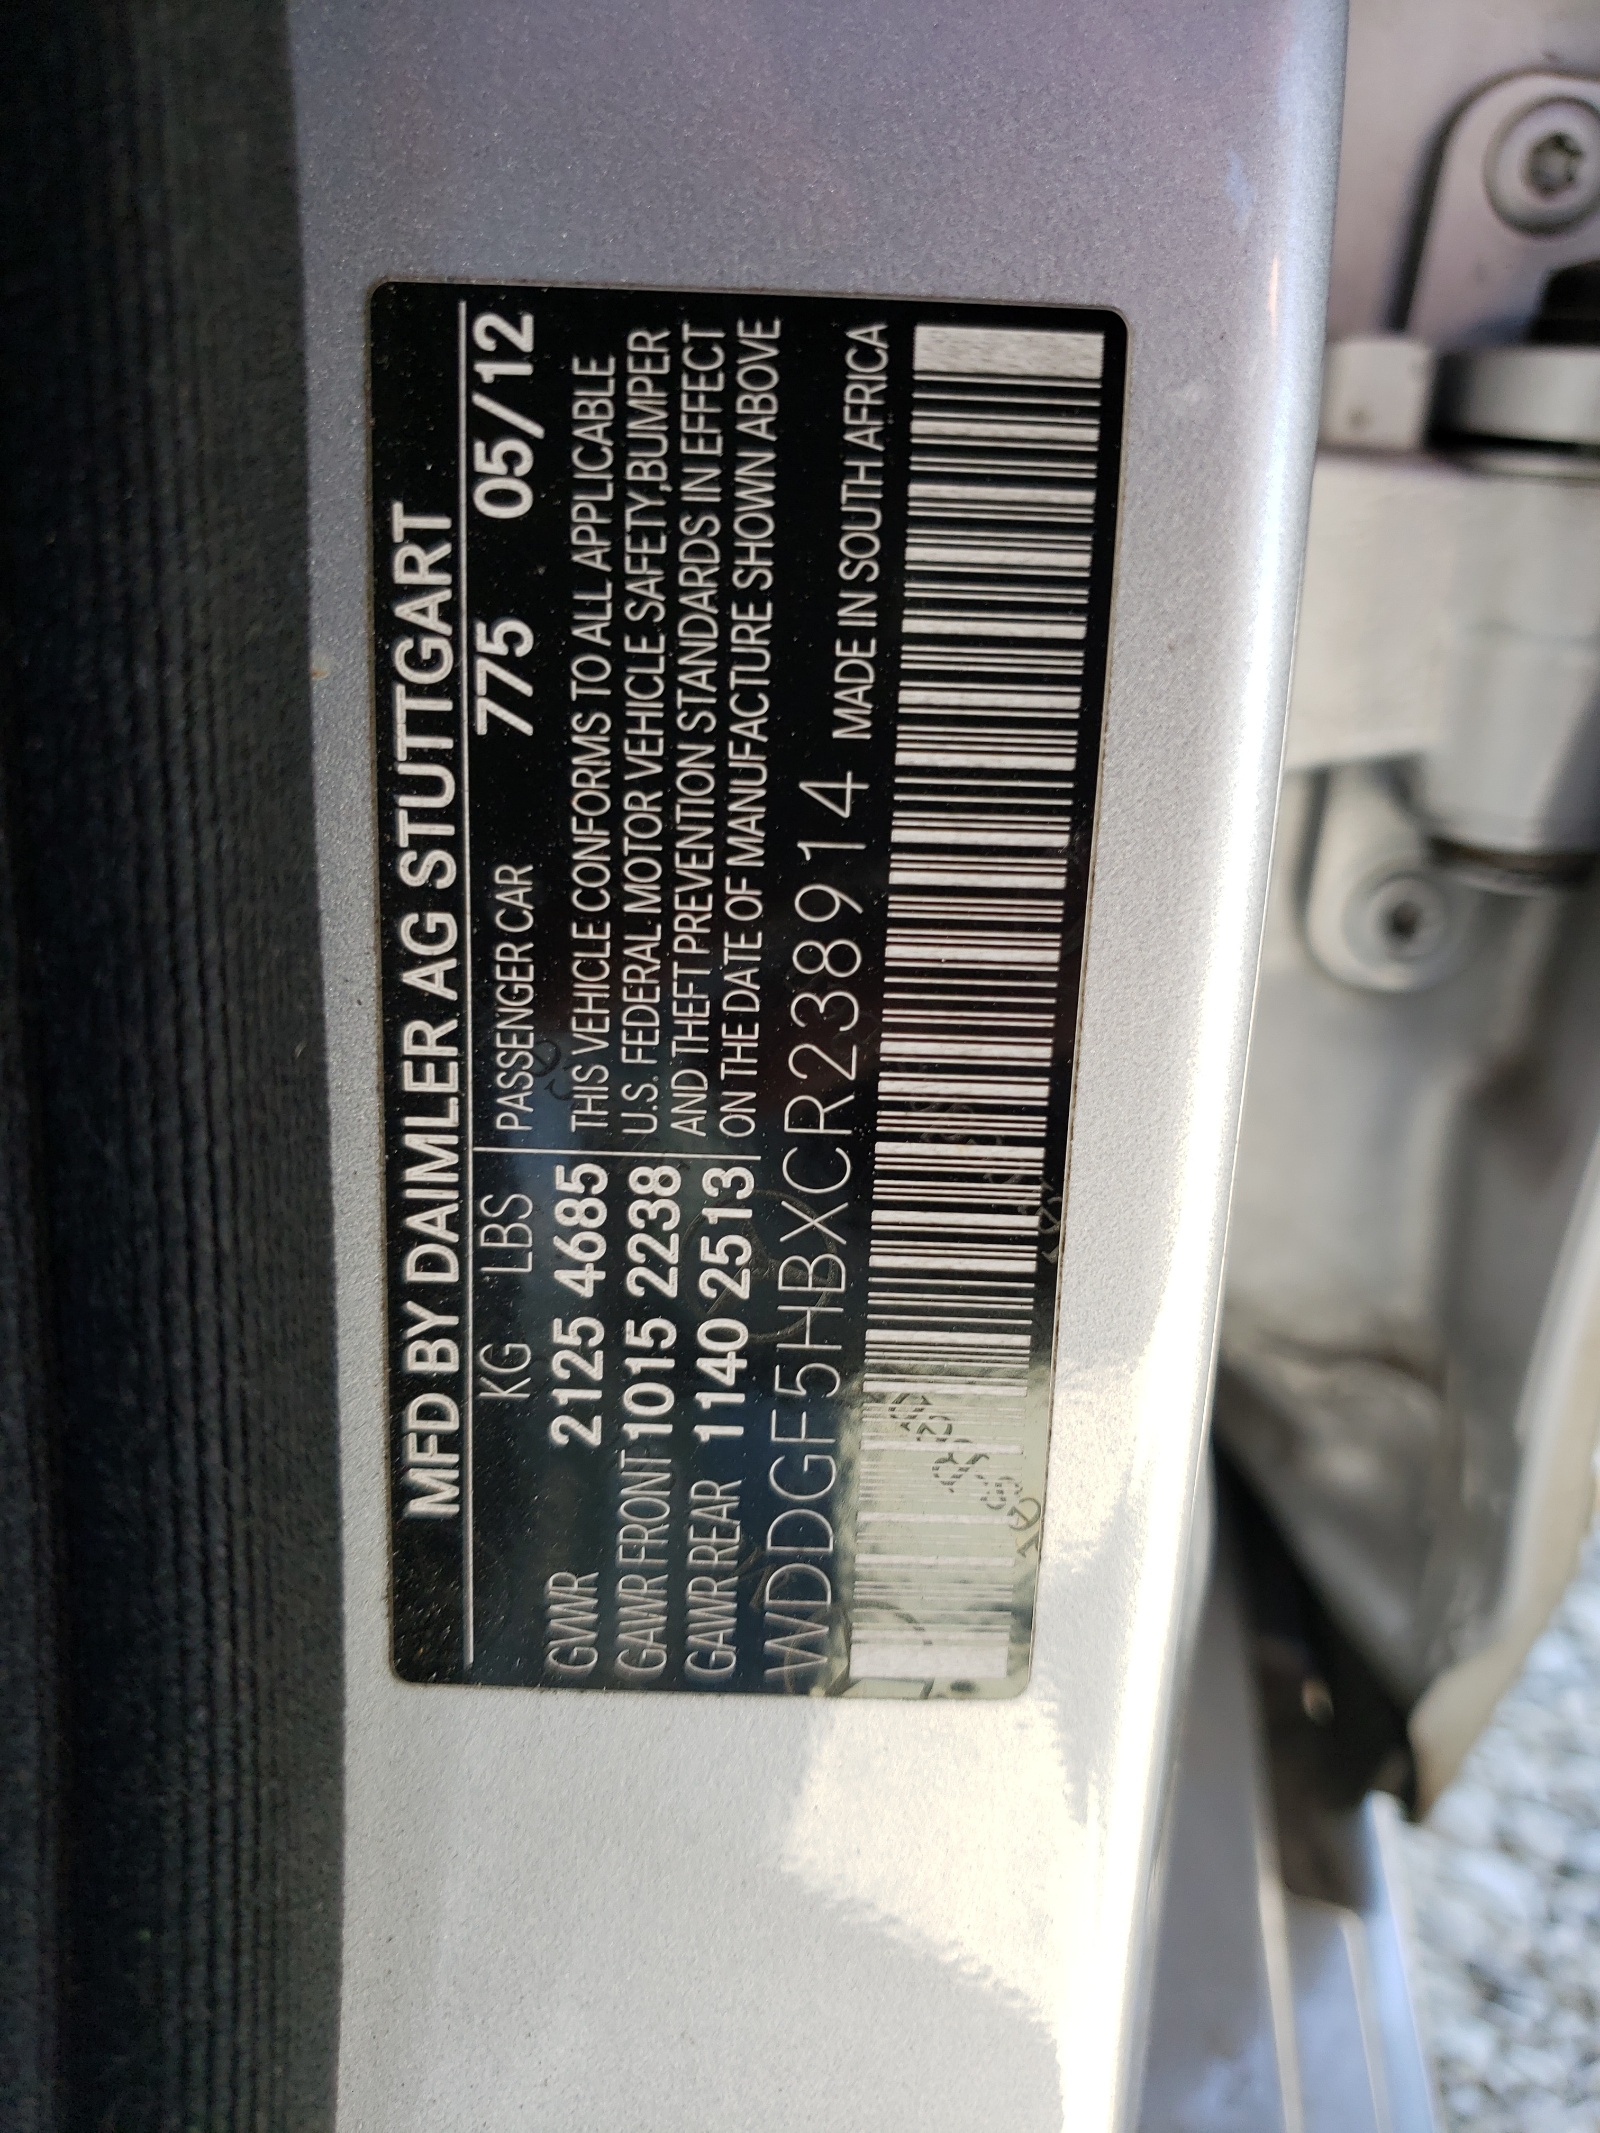 MFD BY DAIMLER AG STUTTGART
KG LBS PASSENGER CAR 775 05/12
GVWR 2125 4685 THIS VEHICLE CONFORMS TO ALL APPLICABLE
GAWR FRONT 1015 2238 U.S. FEDERAL MOTOR VEHICLE SAFETY,BUMPER
GAWR REAR 1140 2513 AND THEFT PREVENTION STANDARDS IN EFFECT
ON THE DATE OF MANUFACTURE SHOWN ABOVE
WDDGF5HBXCR238914 MADE IN SOUTH AFRICA